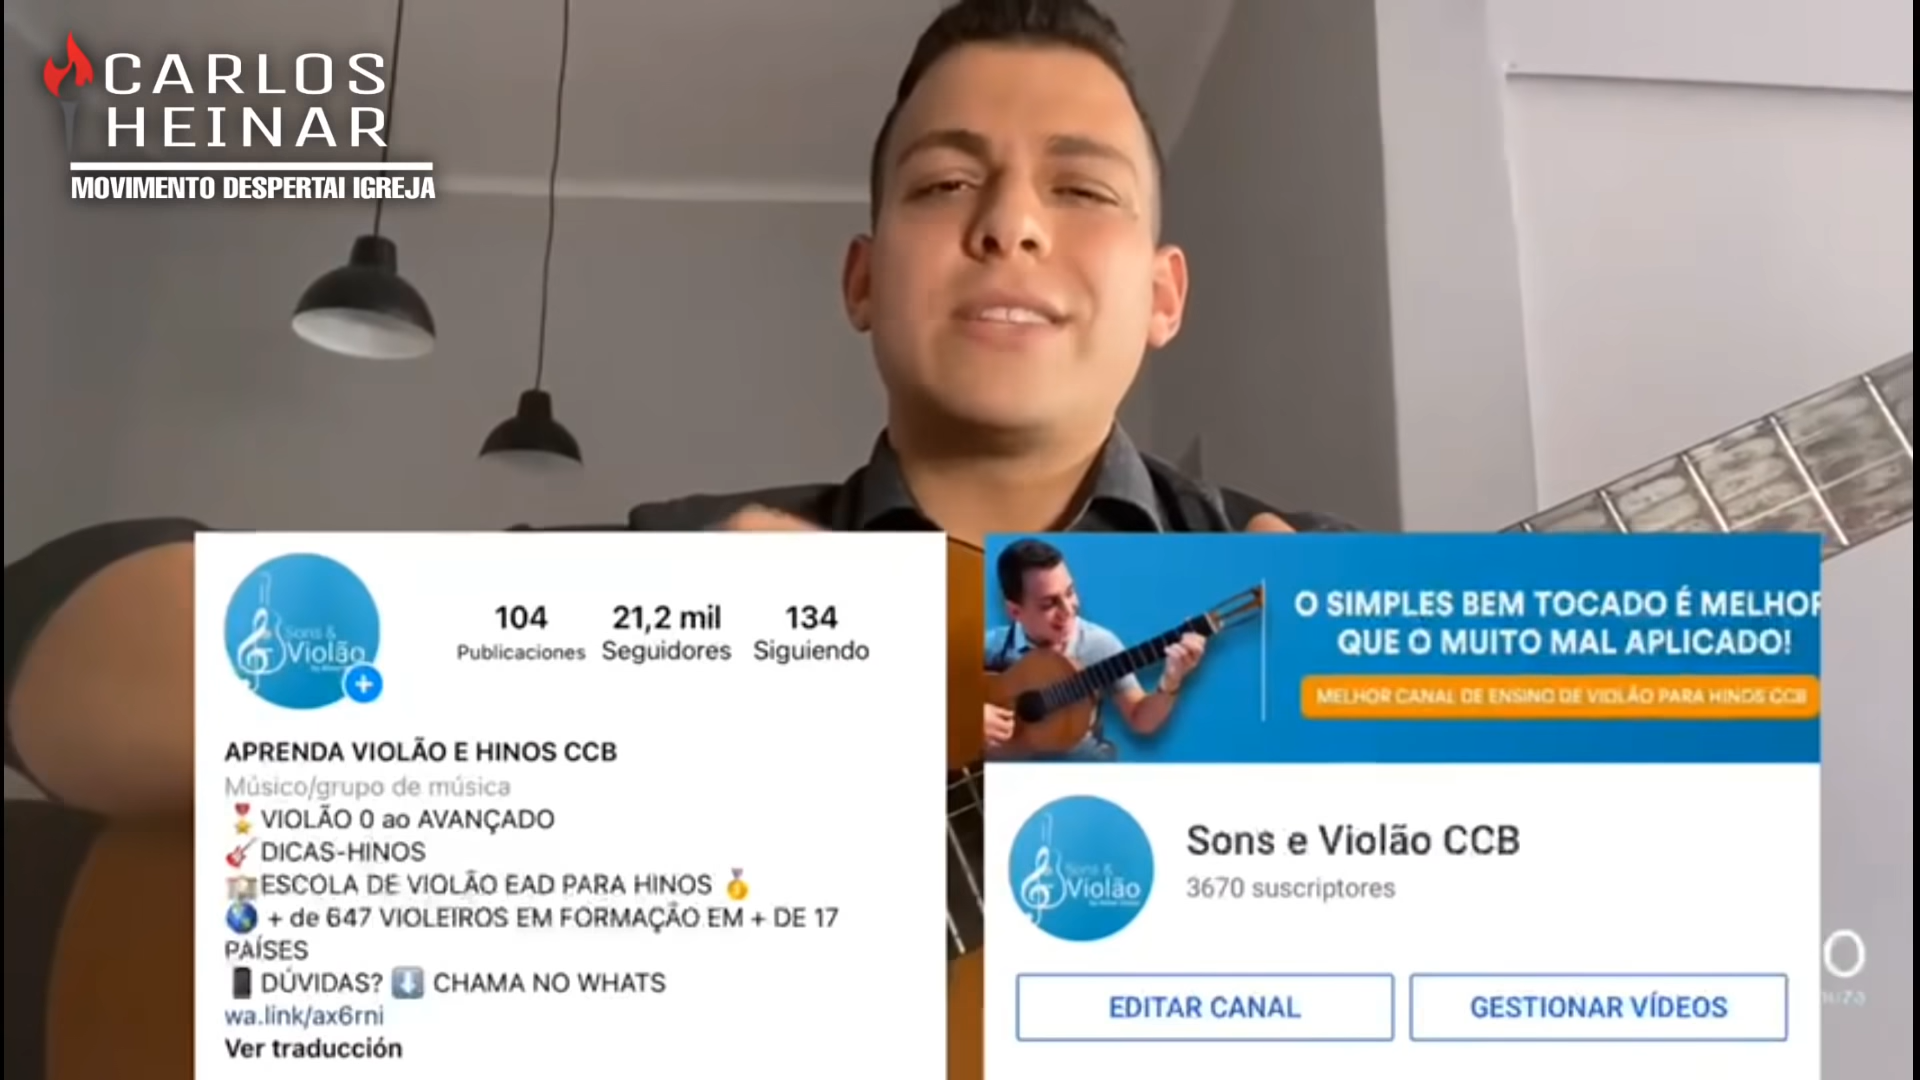 CARLOS
HEINAR
MOVIMENTO DESPERTAI IGREJA
Sons &
Violão
104
Publicaciones
21,2 mil
Seguidores
134
Siguiendo
APRENDA VIOLÃO E HINOS CCB
Músico/grupo de música
🎖️ VIOLÃO 0 ao AVANÇADO
🎸 DICAS-HINOS
🏫 ESCOLA DE VIOLÃO EAD PARA HINOS 🥇
🌎 + de 647 VIOLEIROS EM FORMAÇÃO EM + DE 17
PAÍSES
📱 DÚVIDAS? ⬇️ CHAMA NO WHATS
wa.link/ax6rni
Ver traducción
O SIMPLES BEM TOCADO É MELHOR
QUE O MUITO MAL APLICADO!
MELHOR CANAL DE ENSINO DE VIOLÃO PARA HINOS CCB
Sons &
Violão
Sons e Violão CCB
3670 suscriptores
EDITAR CANAL
GESTIONAR VÍDEOS
O